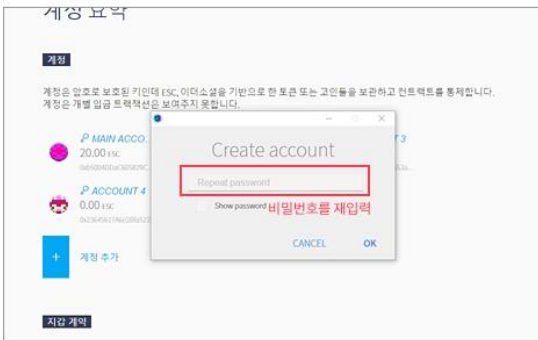 계정 요약
계정
계정은 암호로 보호된 키인데 ESC, 이더소셜을 기반으로 한 토큰 또는 고인들을 보관하고 컨트랙트를 통제합니다.
계정은 개별 입금 트랙잭션은 보여주지 못합니다.
MAIN ACCO...
20.00 ESC
T 3
Create account
Repeat password
Show password
비밀번호를 재입력
CANCEL
OK
ACCOUNT 4
0.00 ESC
+ 계정 추가
지갑 계약